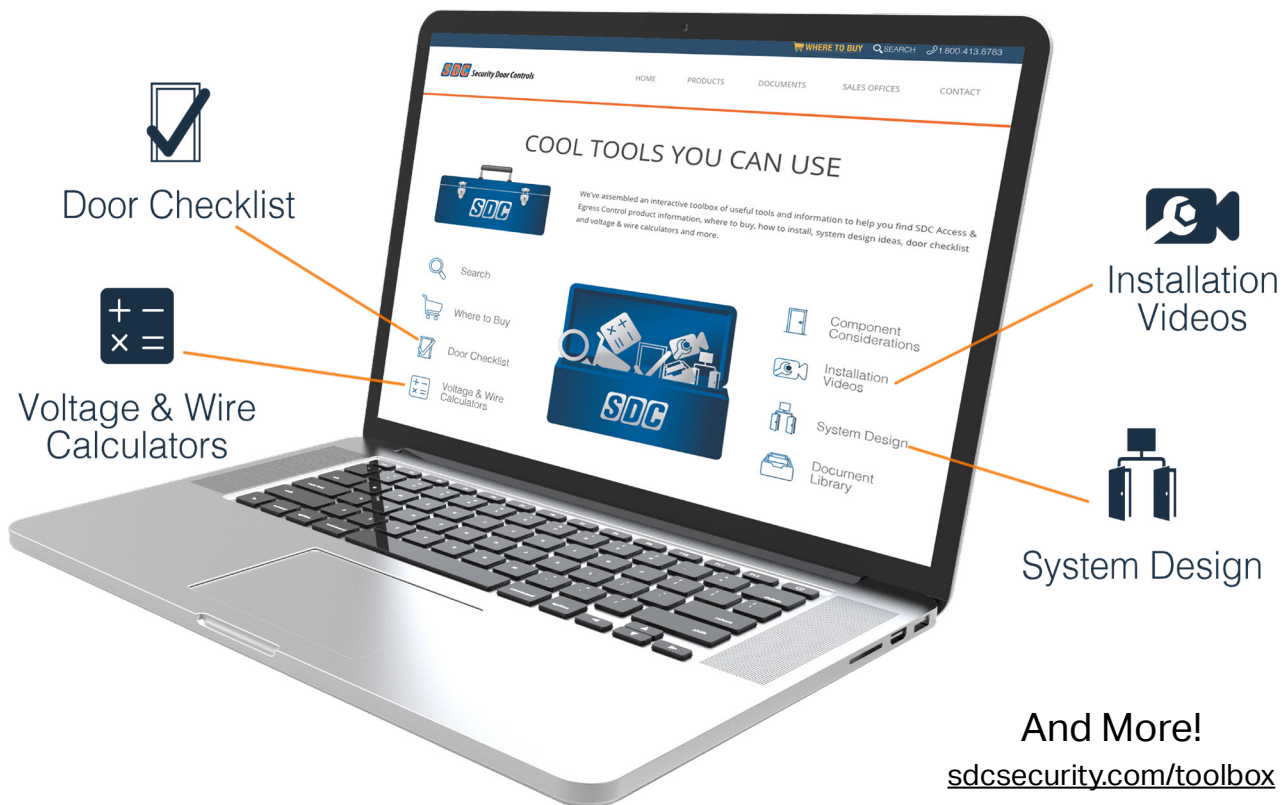 WHERE TO BUY SEARCH 1.800.413.8783
SDC Security Door Controls
HOME PRODUCTS DOCUMENTS SALES OFFICES CONTACT
COOL TOOLS YOU CAN USE
SDC
We've assembled an interactive toolbox of useful tools and information to help you find SDC Access &
Egress Control product information, where to buy, how to install, system design ideas, door checklist
and voltage & wire calculators and more.
Search
Where to Buy
Door Checklist
Voltage & Wire
Calculators
SDC
Component
Considerations
Installation
Videos
System Design
Document
Library
Door Checklist
Voltage & Wire
Calculators
Installation
Videos
System Design
And More!
sdcsecurity.com/toolbox